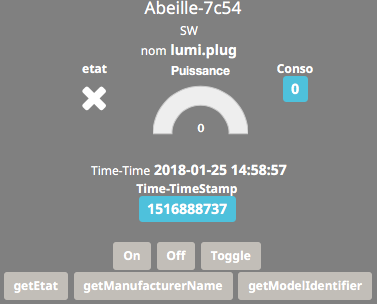 Abeille-7c54
SW
nom lumi.plug
etat Puissance Conso
0
0
Time-Time 2018-01-25 14:58:57
Time-TimeStamp
1516888737
On Off Toggle
getEtat getManufacturerName getModelIdentifier